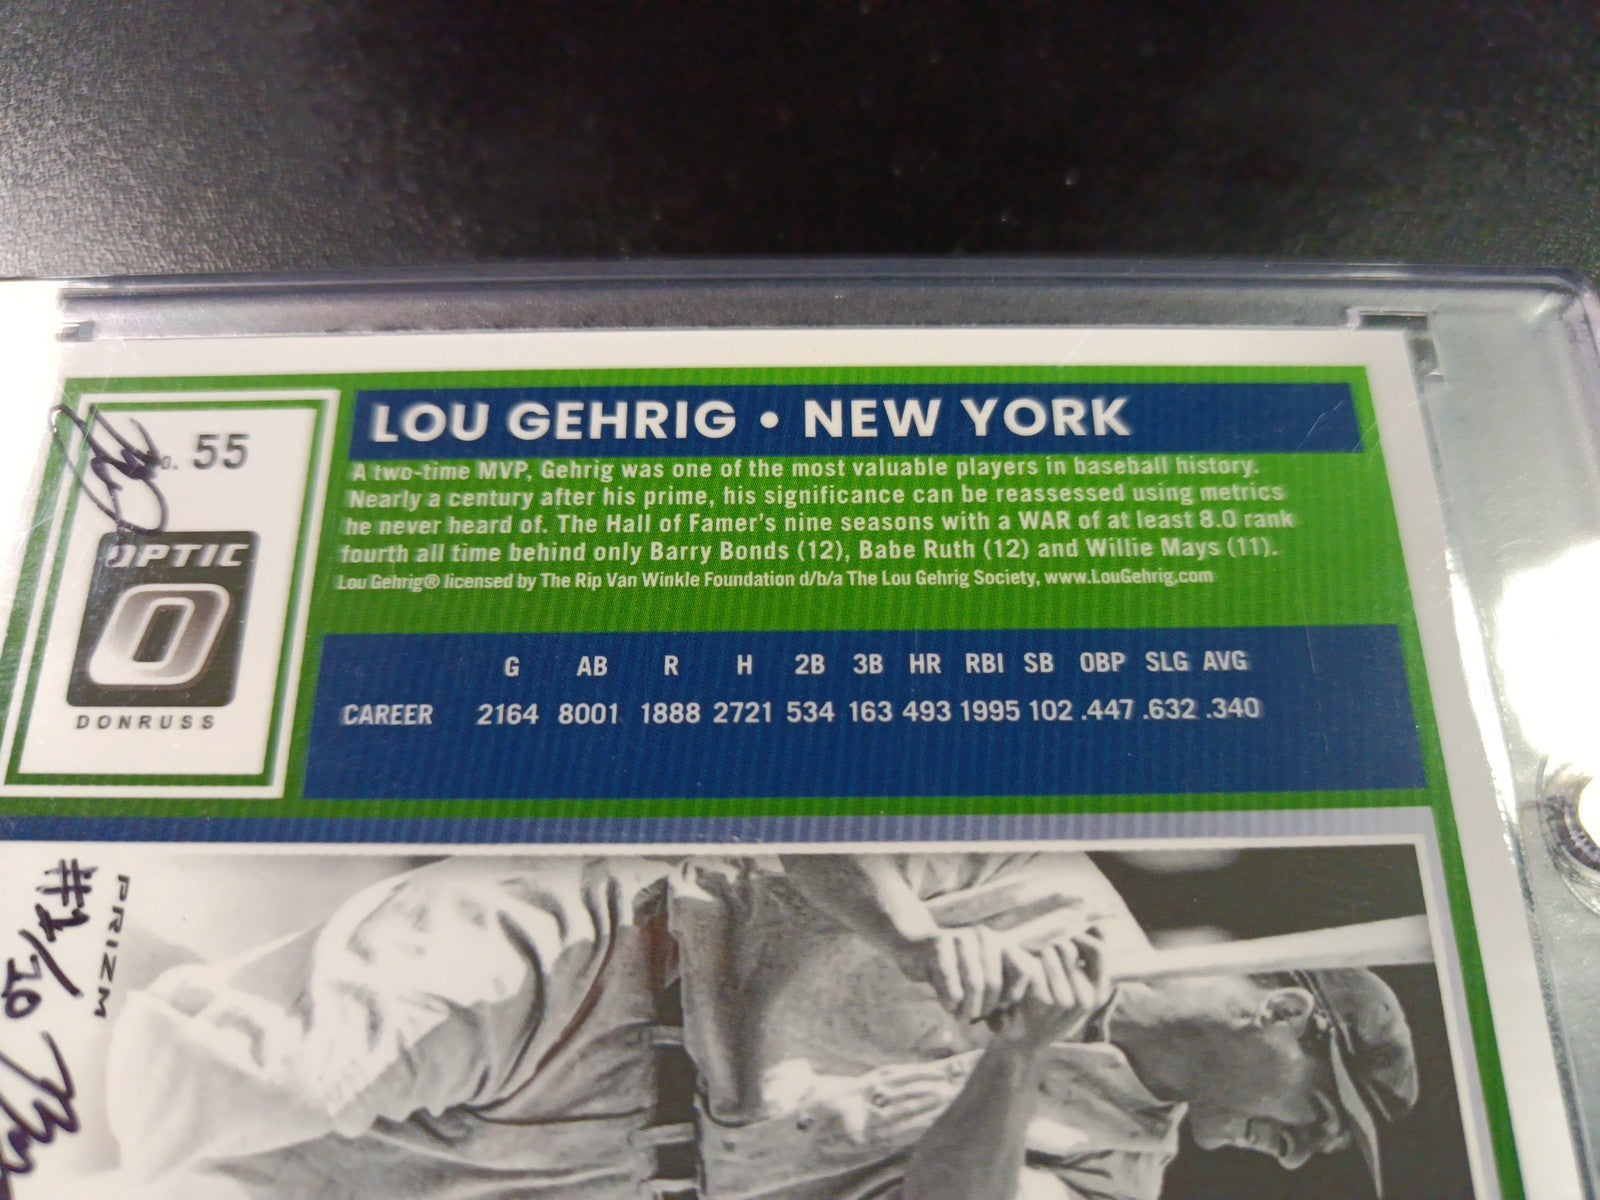 LOU GEHRIG • NEW YORK
A two-time MVP, Gehrig was one of the most valuable players in baseball history.
Nearly a century after his prime, his significance can be reassessed using metrics
he never heard of. The Hall of Famer's nine seasons with a WAR of at least 8.0 rank
fourth all time behind only Barry Bonds (12), Babe Ruth (12) and Willie Mays (11).
Lou Gehrig® licensed by The Rip Van Winkle Foundation d/b/a The Lou Gehrig Society, www.LouGehrig.com
55
OPTIC
O
DONRUSS
G AB R H 2B 3B HR RBI SB OBP SLG AVG
CAREER 2164 8001 1888 2721 534 163 493 1995 102 .447 .632 .340
PRIZM